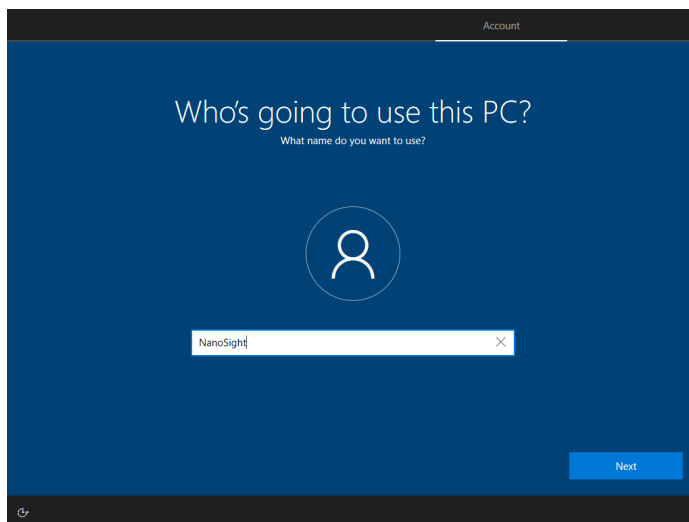 Account
Who's going to use this PC?
What name do you want to use?
NanoSight
Next